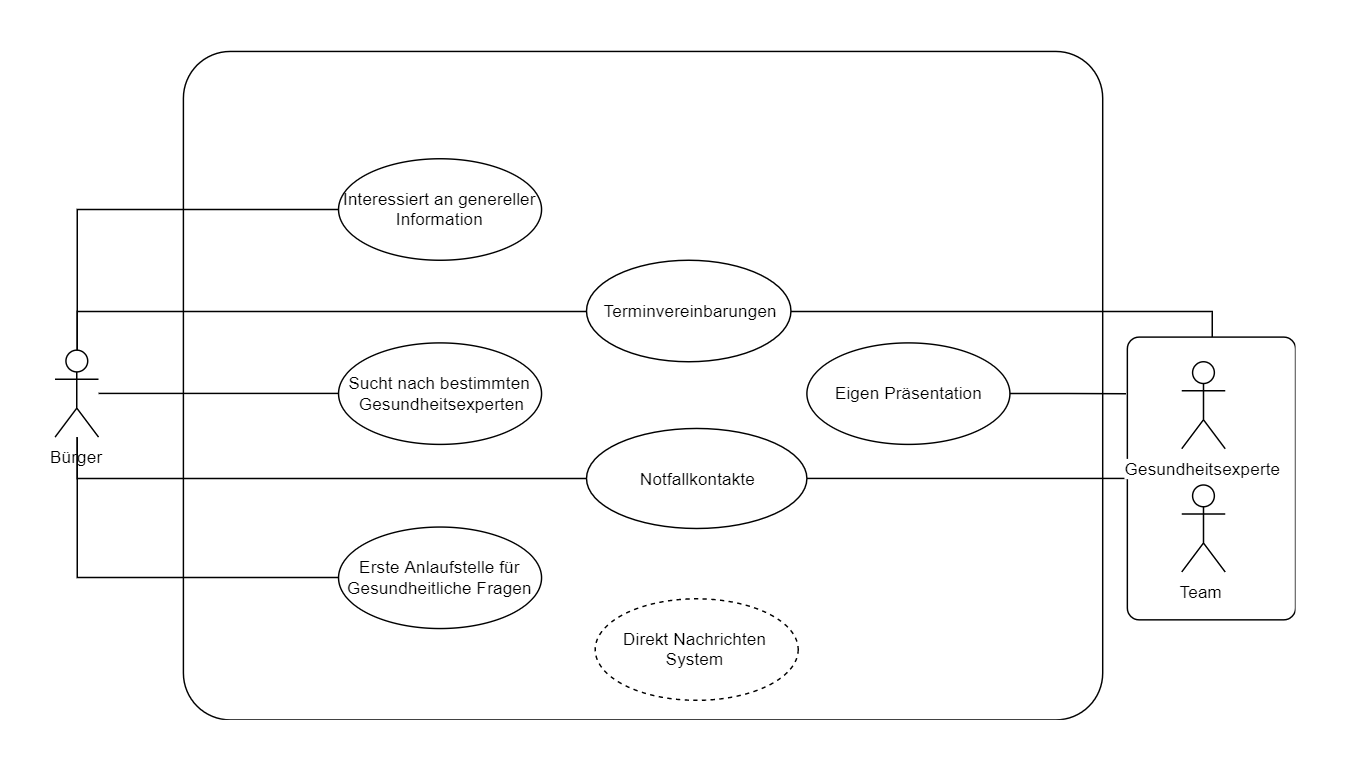 Interessiert an genereller
Information
Terminvereinbarungen
Sucht nach bestimmten
Gesundheitsexperten
Eigen Präsentation
Bürger
Notfallkontakte
Gesundheitsexperte
Erste Anlaufstelle für
Gesundheitliche Fragen
Team
Direkt Nachrichten
System